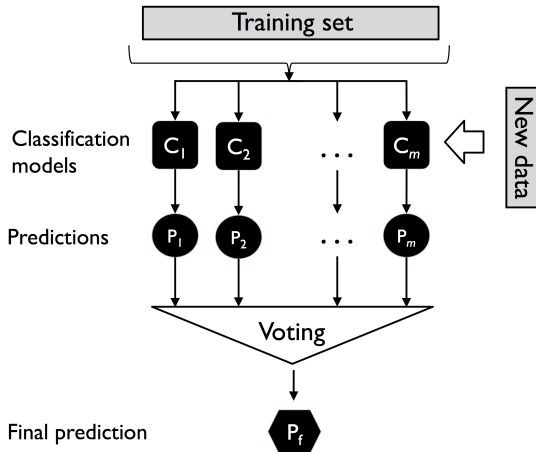 Training set
New data
Classification
models
C1 C2 ... Cm
Predictions
P1 P2 ... Pm
Voting
Final prediction
Pf